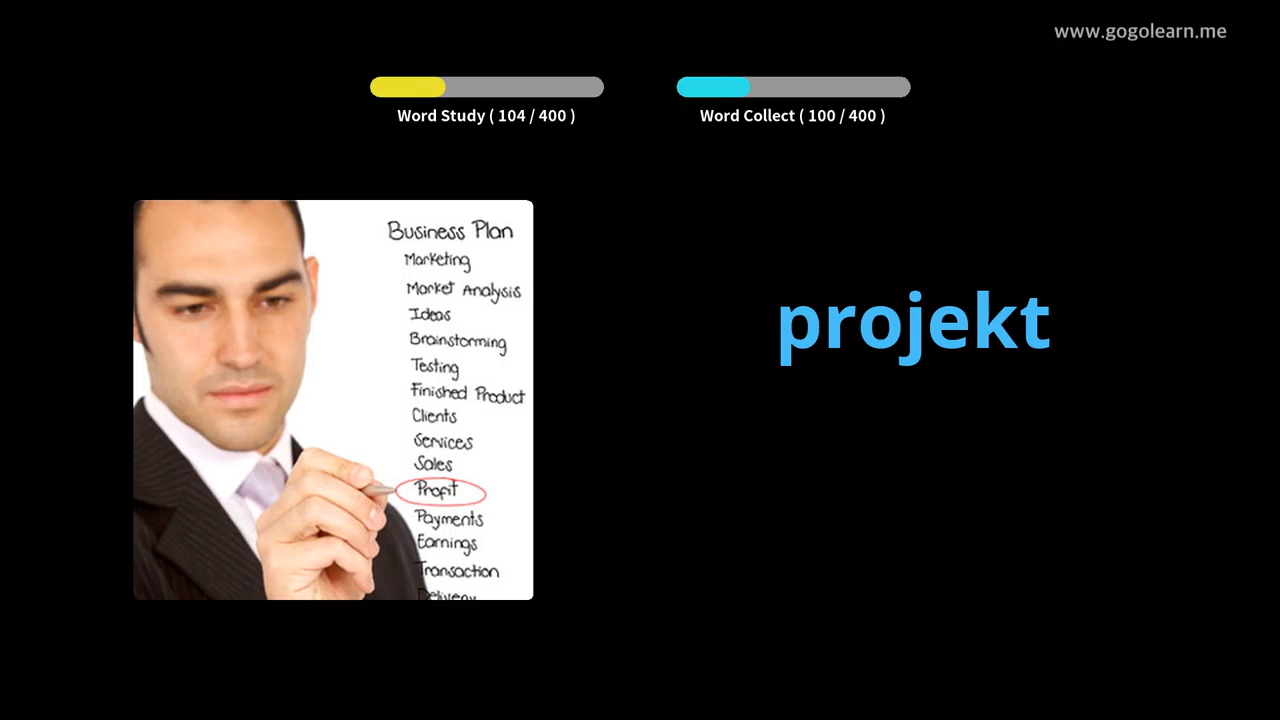 www.gogolearn.me
Word Study ( 104 / 400 )
Word Collect ( 100 / 400 )
Business Plan
Marketing
Market Analysis
Ideas
Brainstorming
Testing
Finished Product
Clients
Services
Sales
Profit
Payments
Earnings
Transaction
Delivery
projekt